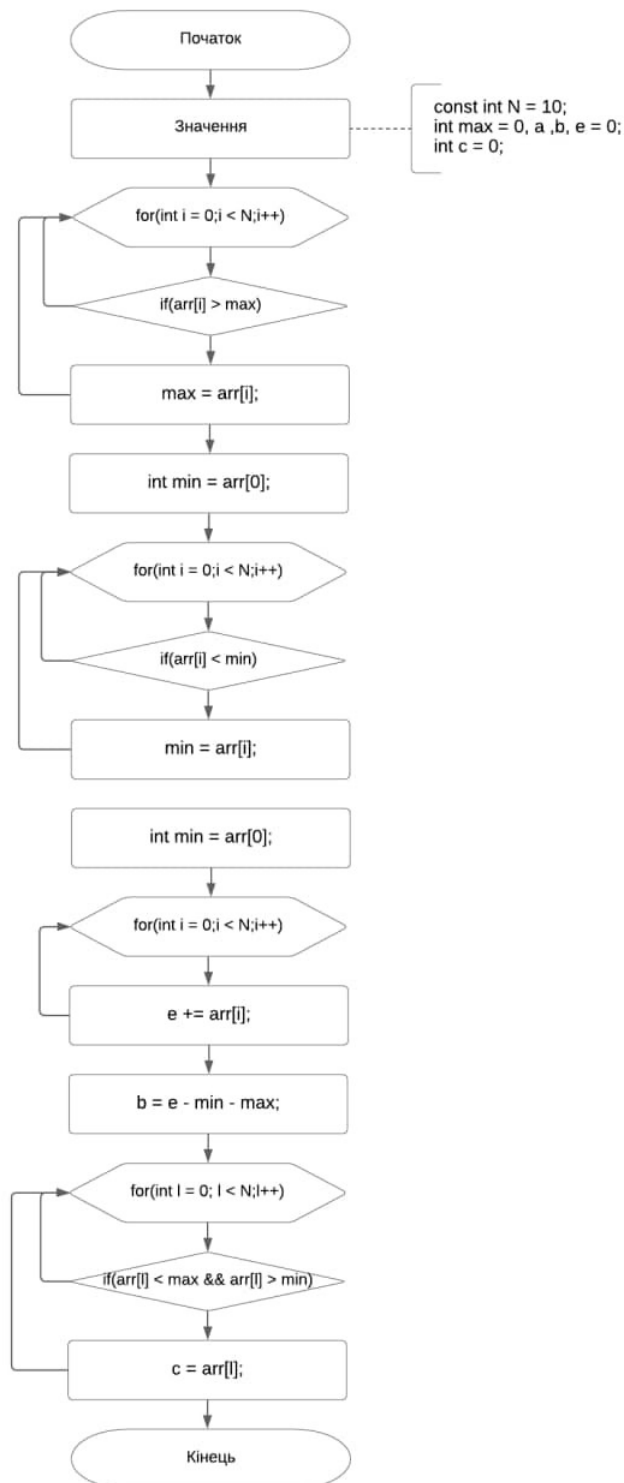 Початок
Значення
const int N = 10;
int max = 0, a ,b, e = 0;
int c = 0;
for(int i = 0;i < N;i++)
if(arr[i] > max)
max = arr[i];
int min = arr[0];
for(int i = 0;i < N;i++)
if(arr[i] < min)
min = arr[i];
int min = arr[0];
for(int i = 0;i < N;i++)
e += arr[i];
b = e - min - max;
for(int l = 0; l < N;l++)
if(arr[l] < max && arr[l] > min)
c = arr[l];
Кінець